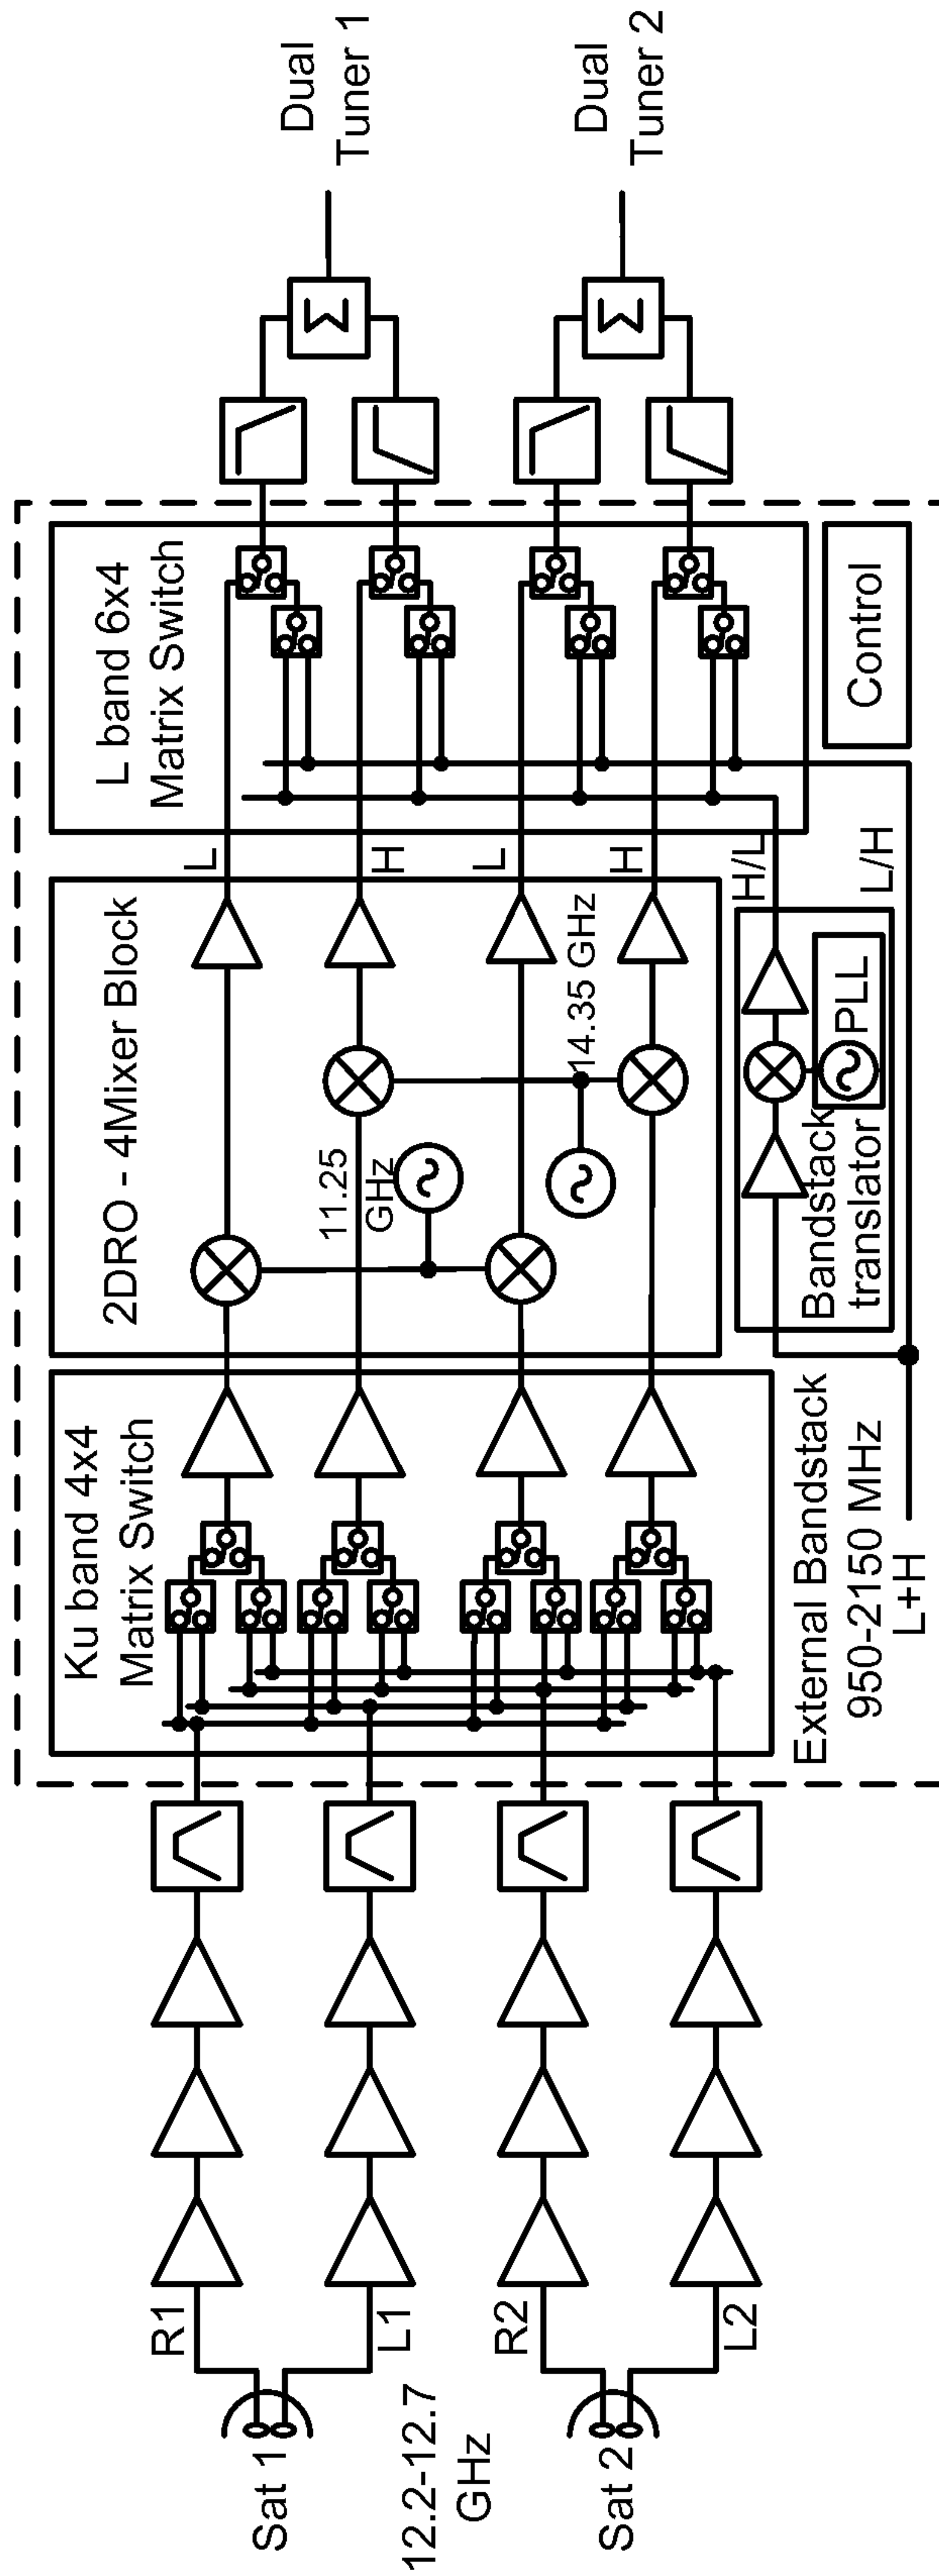 Sat 1
R1
L1
12.2-12.7
GHz
Sat 2
R2
L2
Ku band 4x4
Matrix Switch
2DRO - 4Mixer Block
11.25
GHz
14.35 GHz
L
H
L
H
L band 6x4
Matrix Switch
Control
External Bandstack
950-2150 MHz
L+H
Bandstack
translator
PLL
H/L
L/H
Σ
Σ
Dual
Tuner 1
Dual
Tuner 2